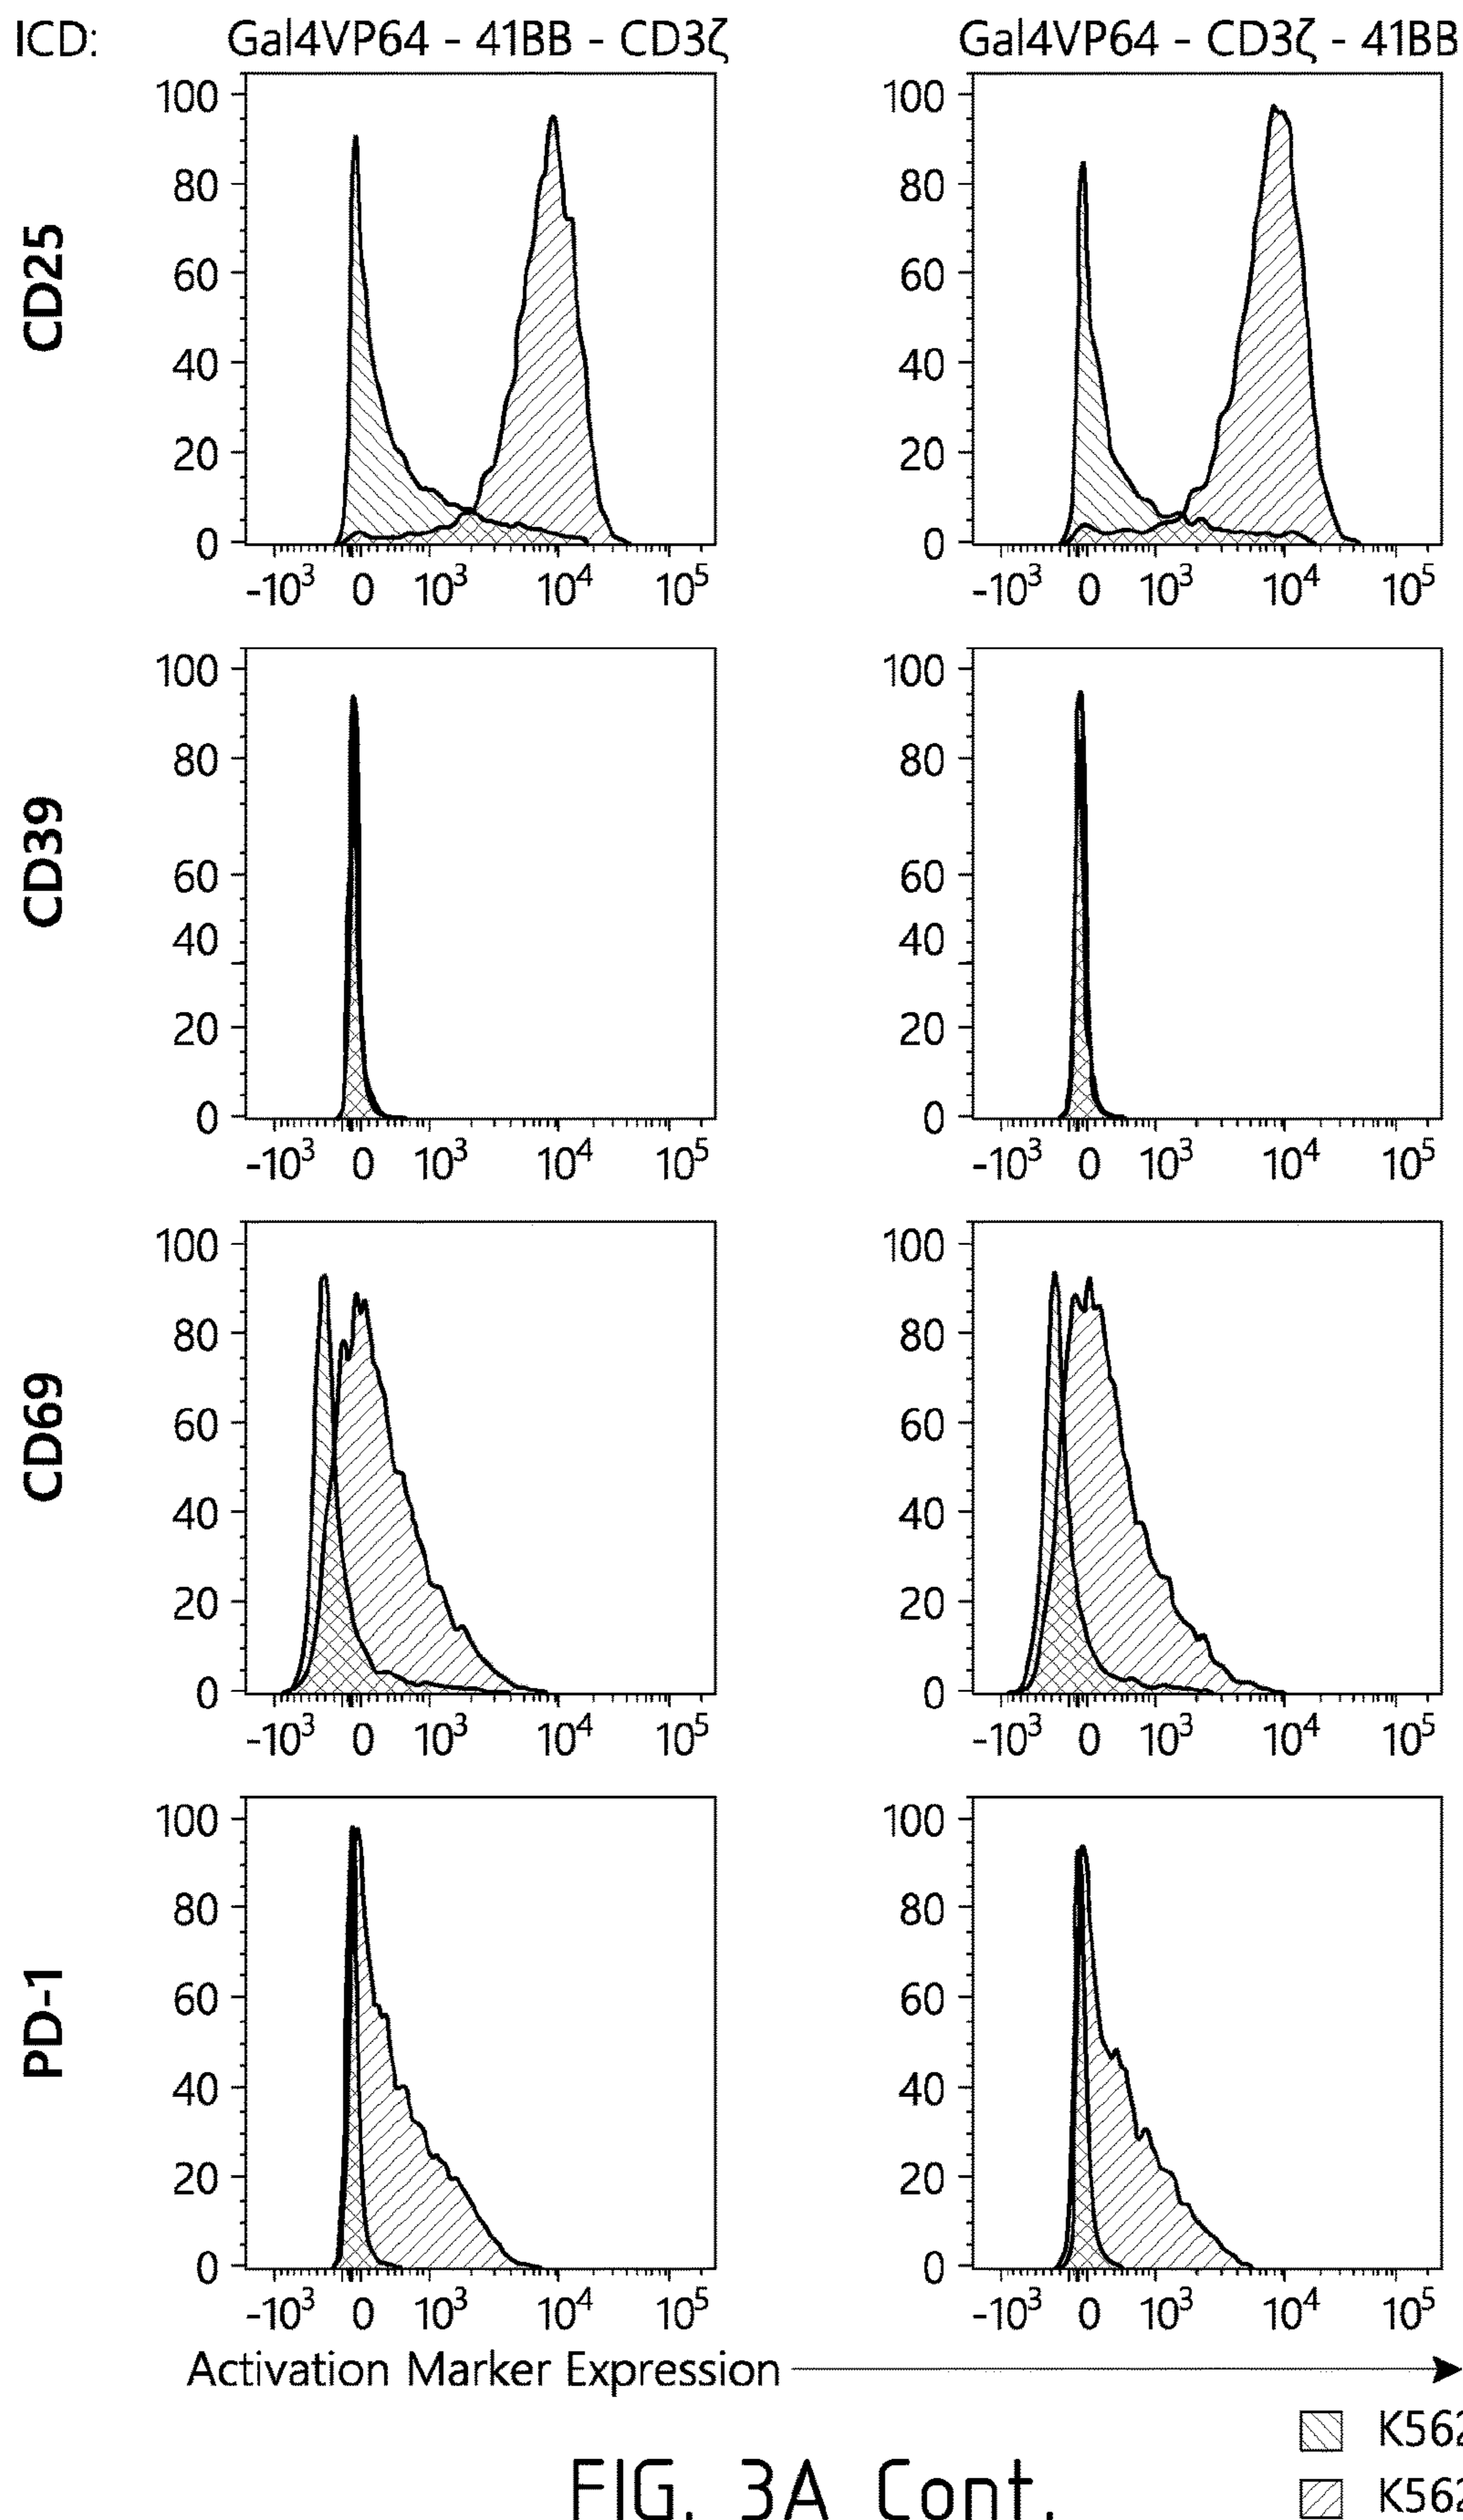 ICD: Gal4VP64 - 41BB - CD3ζ Gal4VP64 - CD3ζ - 41BB
CD25
100 80 60 40 20 0
-10³ 0 10³ 10⁴ 10⁵
100 80 60 40 20 0
-10³ 0 10³ 10⁴ 10⁵
CD39
100 80 60 40 20 0
-10³ 0 10³ 10⁴ 10⁵
100 80 60 40 20 0
-10³ 0 10³ 10⁴ 10⁵
CD69
100 80 60 40 20 0
-10³ 0 10³ 10⁴ 10⁵
100 80 60 40 20 0
-10³ 0 10³ 10⁴ 10⁵
PD-1
100 80 60 40 20 0
-10³ 0 10³ 10⁴ 10⁵
100 80 60 40 20 0
-10³ 0 10³ 10⁴ 10⁵
Activation Marker Expression
K562
K562
FIG. 3A Cont.